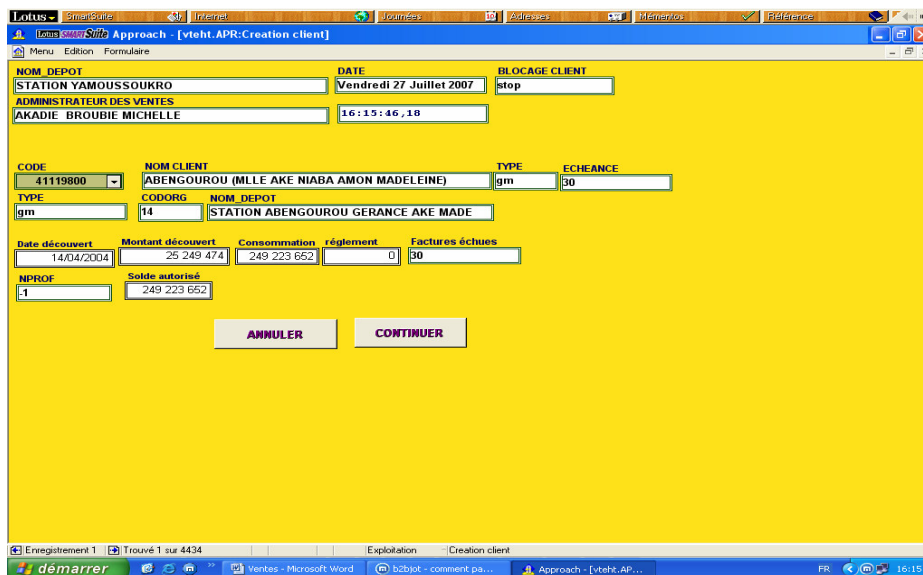 Lotus SmartSuite Internet Journées Adresses Mémentos Référence
Lotus SMARTSuite Approach - [vteht.APR:Creation client]
Menu Edition Formulaire
NOM_DEPOT DATE BLOCAGE CLIENT
STATION YAMOUSSOUKRO Vendredi 27 Juillet 2007 stop
ADMINISTRATEUR DES VENTES
AKADIE BROUBIE MICHELLE 16:15:46,18
CODE NOM CLIENT TYPE ECHEANCE
41119800 ABENGOUROU (MLLE AKE NIABA AMON MADELEINE) gm 30
TYPE CODORG NOM_DEPOT
gm 14 STATION ABENGOUROU GERANCE AKE MADE
Date découvert Montant découvert Consommation réglement Factures échues
14/04/2004 25 249 474 249 223 652 0 30
NPROF Solde autorisé
-1 249 223 652
ANNULER CONTINUER
Enregistrement 1 Trouvé 1 sur 4434 Exploitation Creation client
démarrer Ventes - Microsoft Word b2bjot - comment pa... Approach - [vteht.AP... FR 16:15